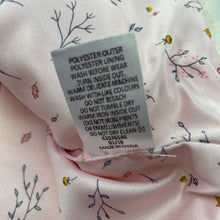 POLYESTER OUTER
POLYESTER LINING
WASH BEFORE WEAR
TURN INSIDE OUT
WARM DELICATE MACHINE
WASH WITH LIKE COLOURS
DO NOT BLEACH
DO NOT TUMBLE DRY
WARM IRON INSIDE OUT
DO NOT IRON PRINTS
OR EMBROIDERY
DO NOT DRY CLEAN
MADE IN CHINA